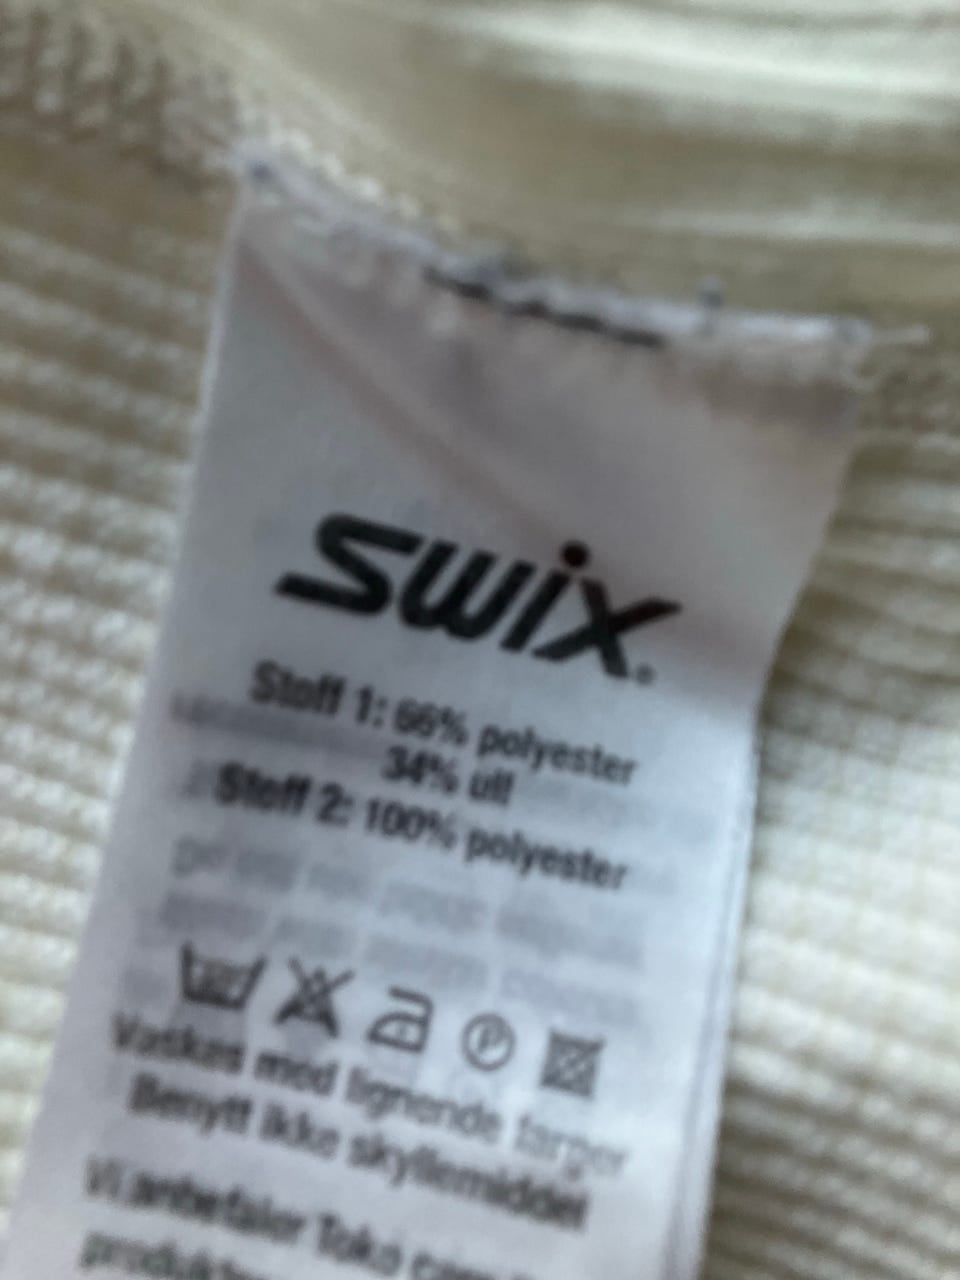 swix
Stoff 1: 66% polyester
34% ull
Stoff 2: 100% polyester
P
Vaskes med lignende farger
Benytt ikke skyllemiddel
Vi anbefaler Toko care